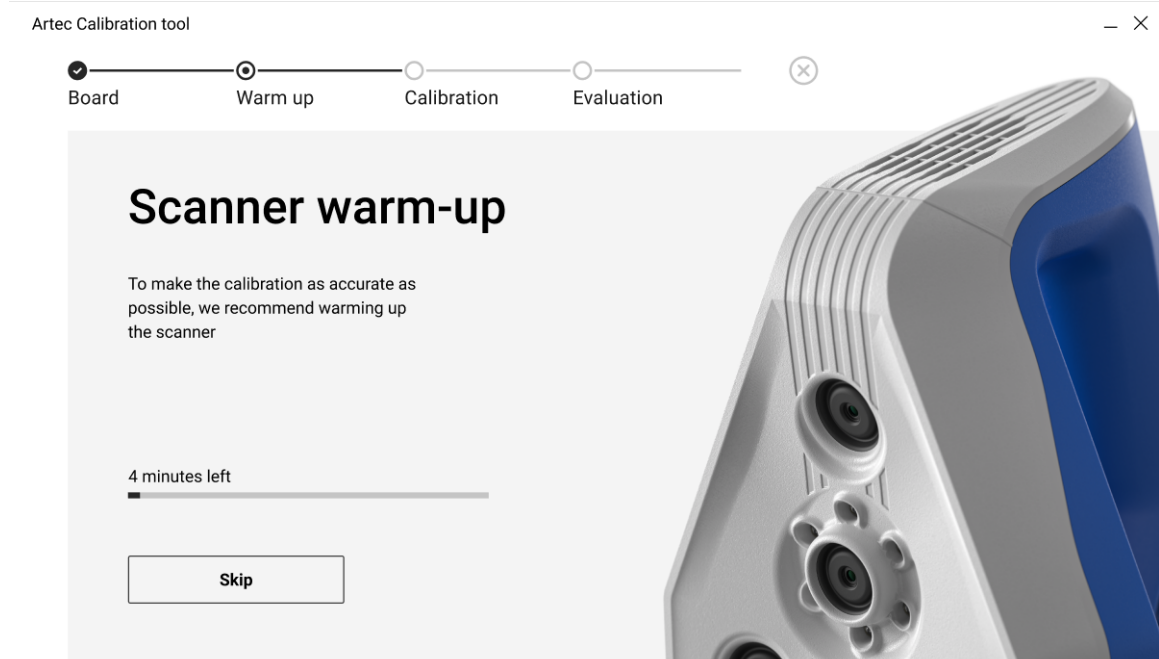 Artec Calibration tool
Board
Warm up
Calibration
Evaluation
Scanner warm-up
To make the calibration as accurate as
possible, we recommend warming up
the scanner
4 minutes left
Skip